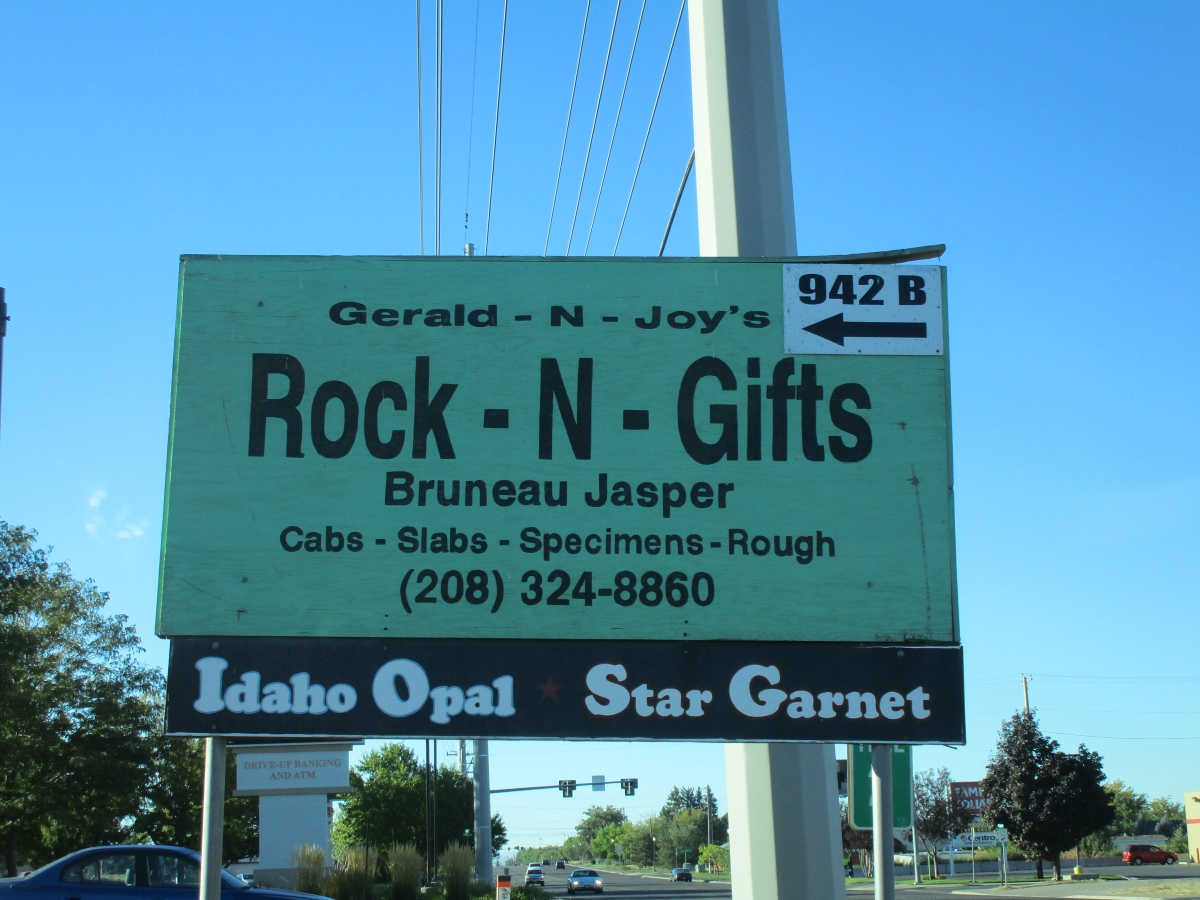 942 B
Gerald - N - Joy's
Rock - N - Gifts
Bruneau Jasper
Cabs - Slabs - Specimens - Rough
(208) 324-8860
Idaho Opal Star Garnet
DRIVE-UP BANKING
AND ATM